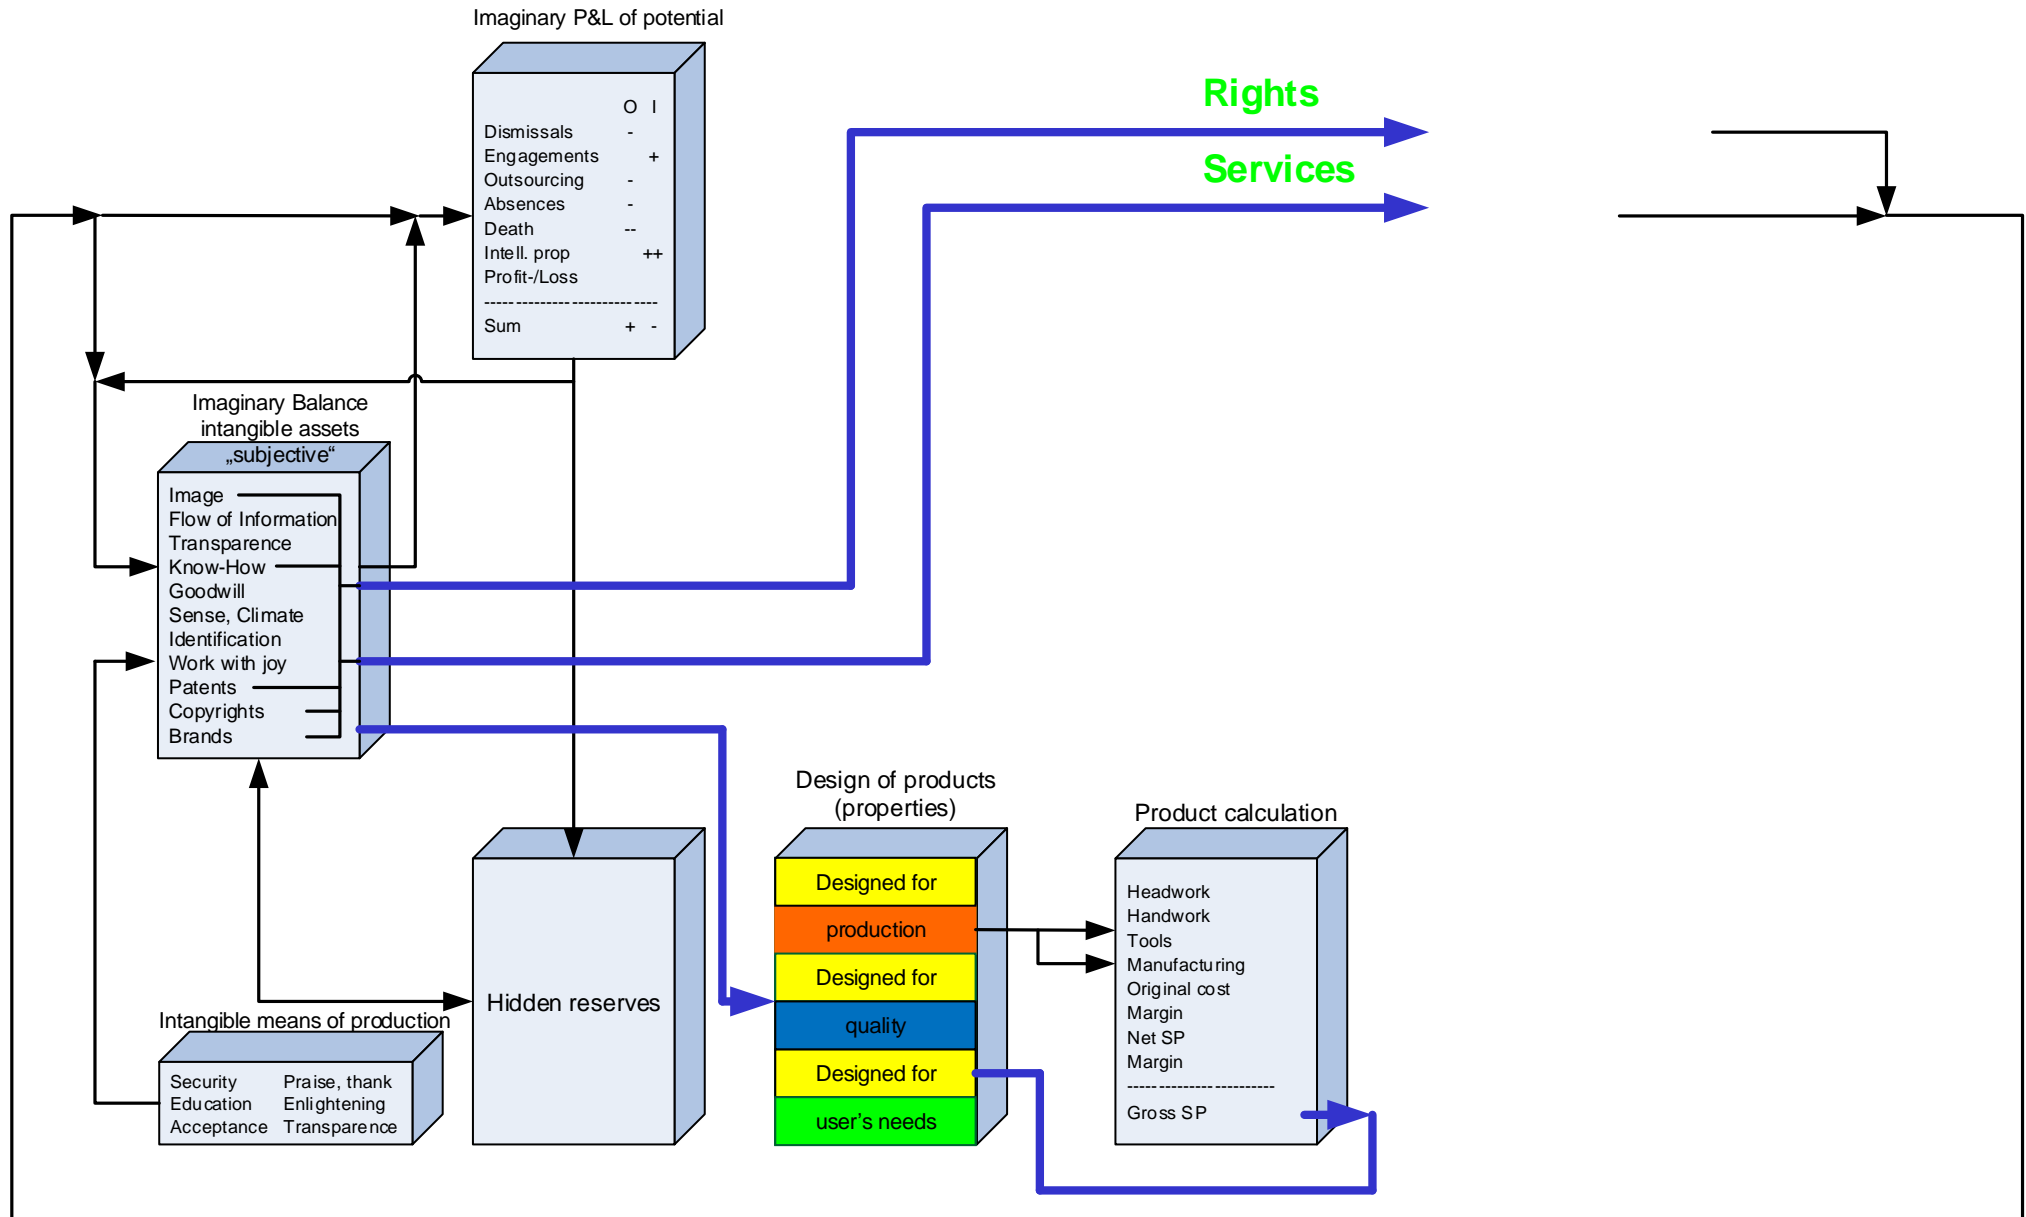 Imaginary P&L of potential
O I
Dismissals -
Engagements +
Outsourcing -
Absences -
Death --
Intell. prop ++
Profit-/Loss
--------------------------------
Sum + -
Rights
Services
Imaginary Balance
intangible assets
„subjective“
Image
Flow of Information
Transparence
Know-How
Goodwill
Sense, Climate
Identification
Work with joy
Patents
Copyrights
Brands
Intangible means of production
Security Praise, thank
Education Enlightening
Acceptance Transparence
Hidden reserves
Design of products
(properties)
Designed for
production
Designed for
quality
Designed for
user's needs
Product calculation
Headwork
Handwork
Tools
Manufacturing
Original cost
Margin
Net SP
Margin
-------------------------
Gross SP